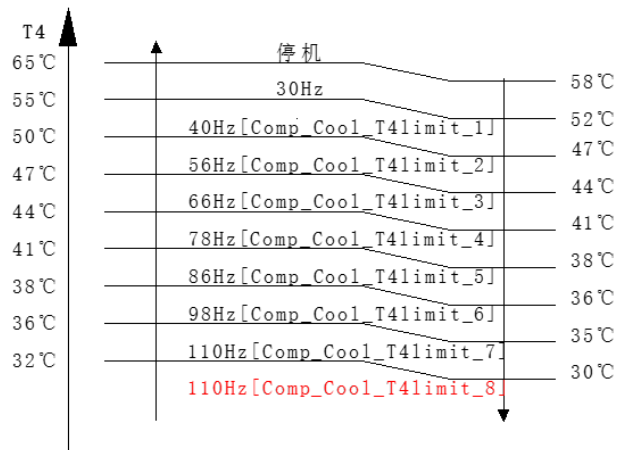 T4
65℃ 停机 58℃
55℃ 30Hz 52℃
50℃ 40Hz[Comp_Cool_T4limit_1] 47℃
47℃ 56Hz[Comp_Cool_T4limit_2] 44℃
44℃ 66Hz[Comp_Cool_T4limit_3] 41℃
41℃ 78Hz[Comp_Cool_T4limit_4] 38℃
38℃ 86Hz[Comp_Cool_T4limit_5] 36℃
36℃ 98Hz[Comp_Cool_T4limit_6] 35℃
32℃ 110Hz[Comp_Cool_T4limit_7] 30℃
110Hz[Comp_Cool_T4limit_8]